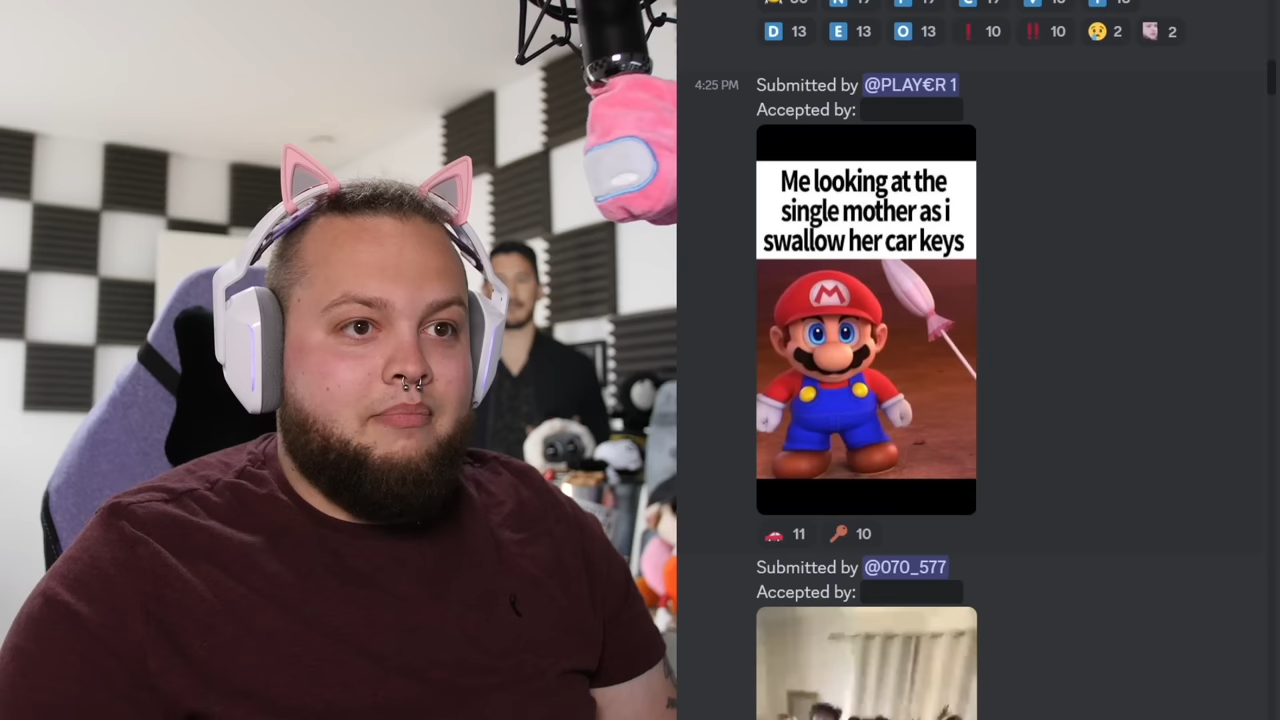 D 13 E 13 O 13 10 10 2 2
4:25 PM Submitted by @PLAY€R 1
Accepted by:
Me looking at the
single mother as i
swallow her car keys
M
11 10
Submitted by @070_577
Accepted by: